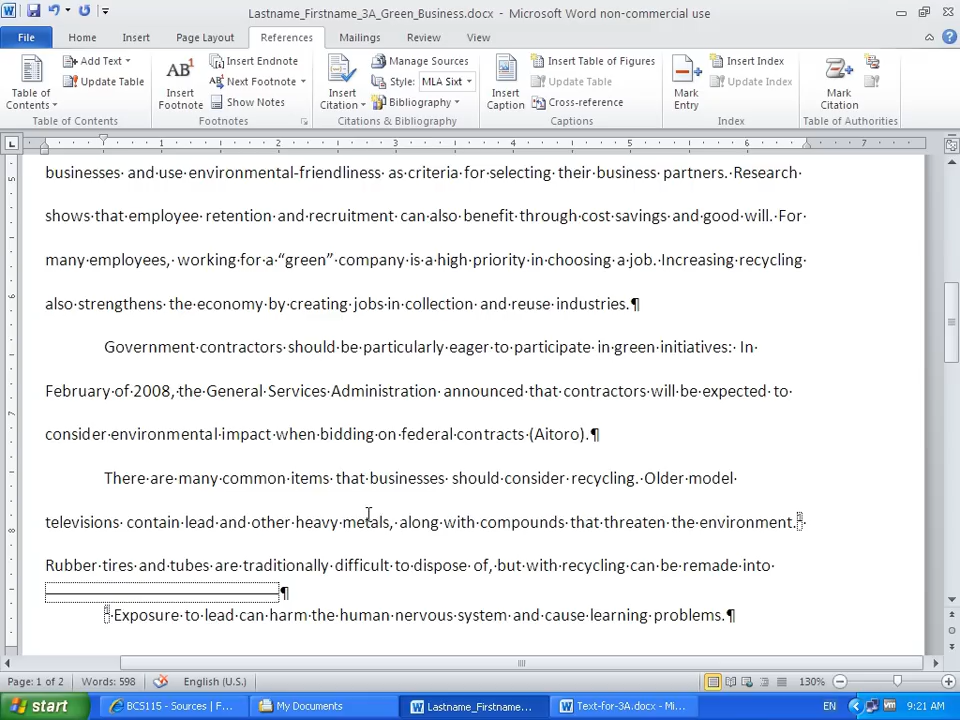 Lastname_Firstname_3A_Green_Business.docx - Microsoft Word non-commercial use
File Home Insert Page Layout References Mailings Review View
Table of Contents
Add Text
Update Table
Table of Contents
AB1 Insert Footnote
Insert Endnote
Next Footnote
Show Notes
Footnotes
Insert Citation
Manage Sources
Style: MLA Sixt
Bibliography
Citations & Bibliography
Insert Caption
Insert Table of Figures
Update Table
Cross-reference
Captions
Mark Entry
Insert Index
Update Index
Index
Mark Citation
Table of Authorities
1 2 3 4 5 6 7
businesses and use environmental-friendliness as criteria for selecting their business partners. Research
shows that employee retention and recruitment can also benefit through cost savings and good will. For
many employees, working for a “green” company is a high priority in choosing a job. Increasing recycling
also strengthens the economy by creating jobs in collection and reuse industries.¶
Government contractors should be particularly eager to participate in green initiatives: In
February of 2008, the General Services Administration announced that contractors will be expected to
consider environmental impact when bidding on federal contracts (Aitoro).¶
There are many common items that businesses should consider recycling. Older model
televisions contain lead and other heavy metals, along with compounds that threaten the environment.
Rubber tires and tubes are traditionally difficult to dispose of, but with recycling can be remade into
¶
Exposure to lead can harm the human nervous system and cause learning problems.¶
Page: 1 of 2 Words: 598 English (U.S.) 130%
start BCS115 - Sources | F... My Documents Lastname_Firstname... Text-for-3A.docx - Mi... EN 9:21 AM